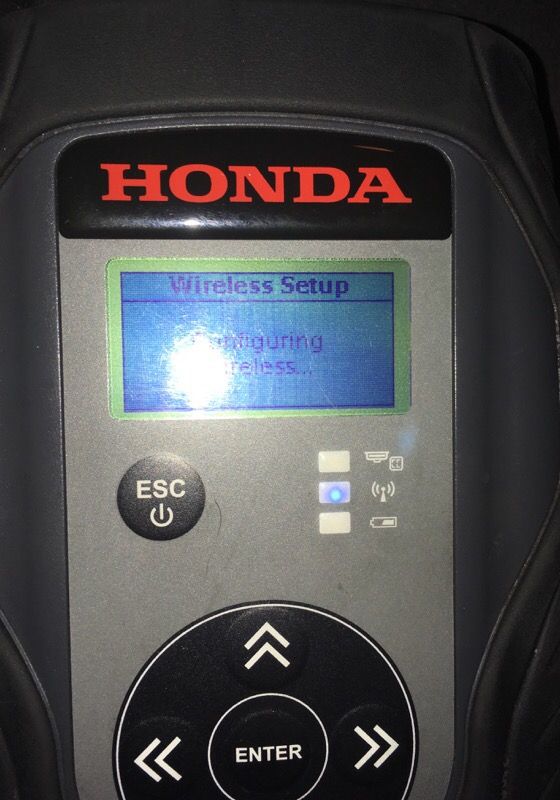 HONDA
Wireless Setup
Configuring
wireless...
ESC
ENTER